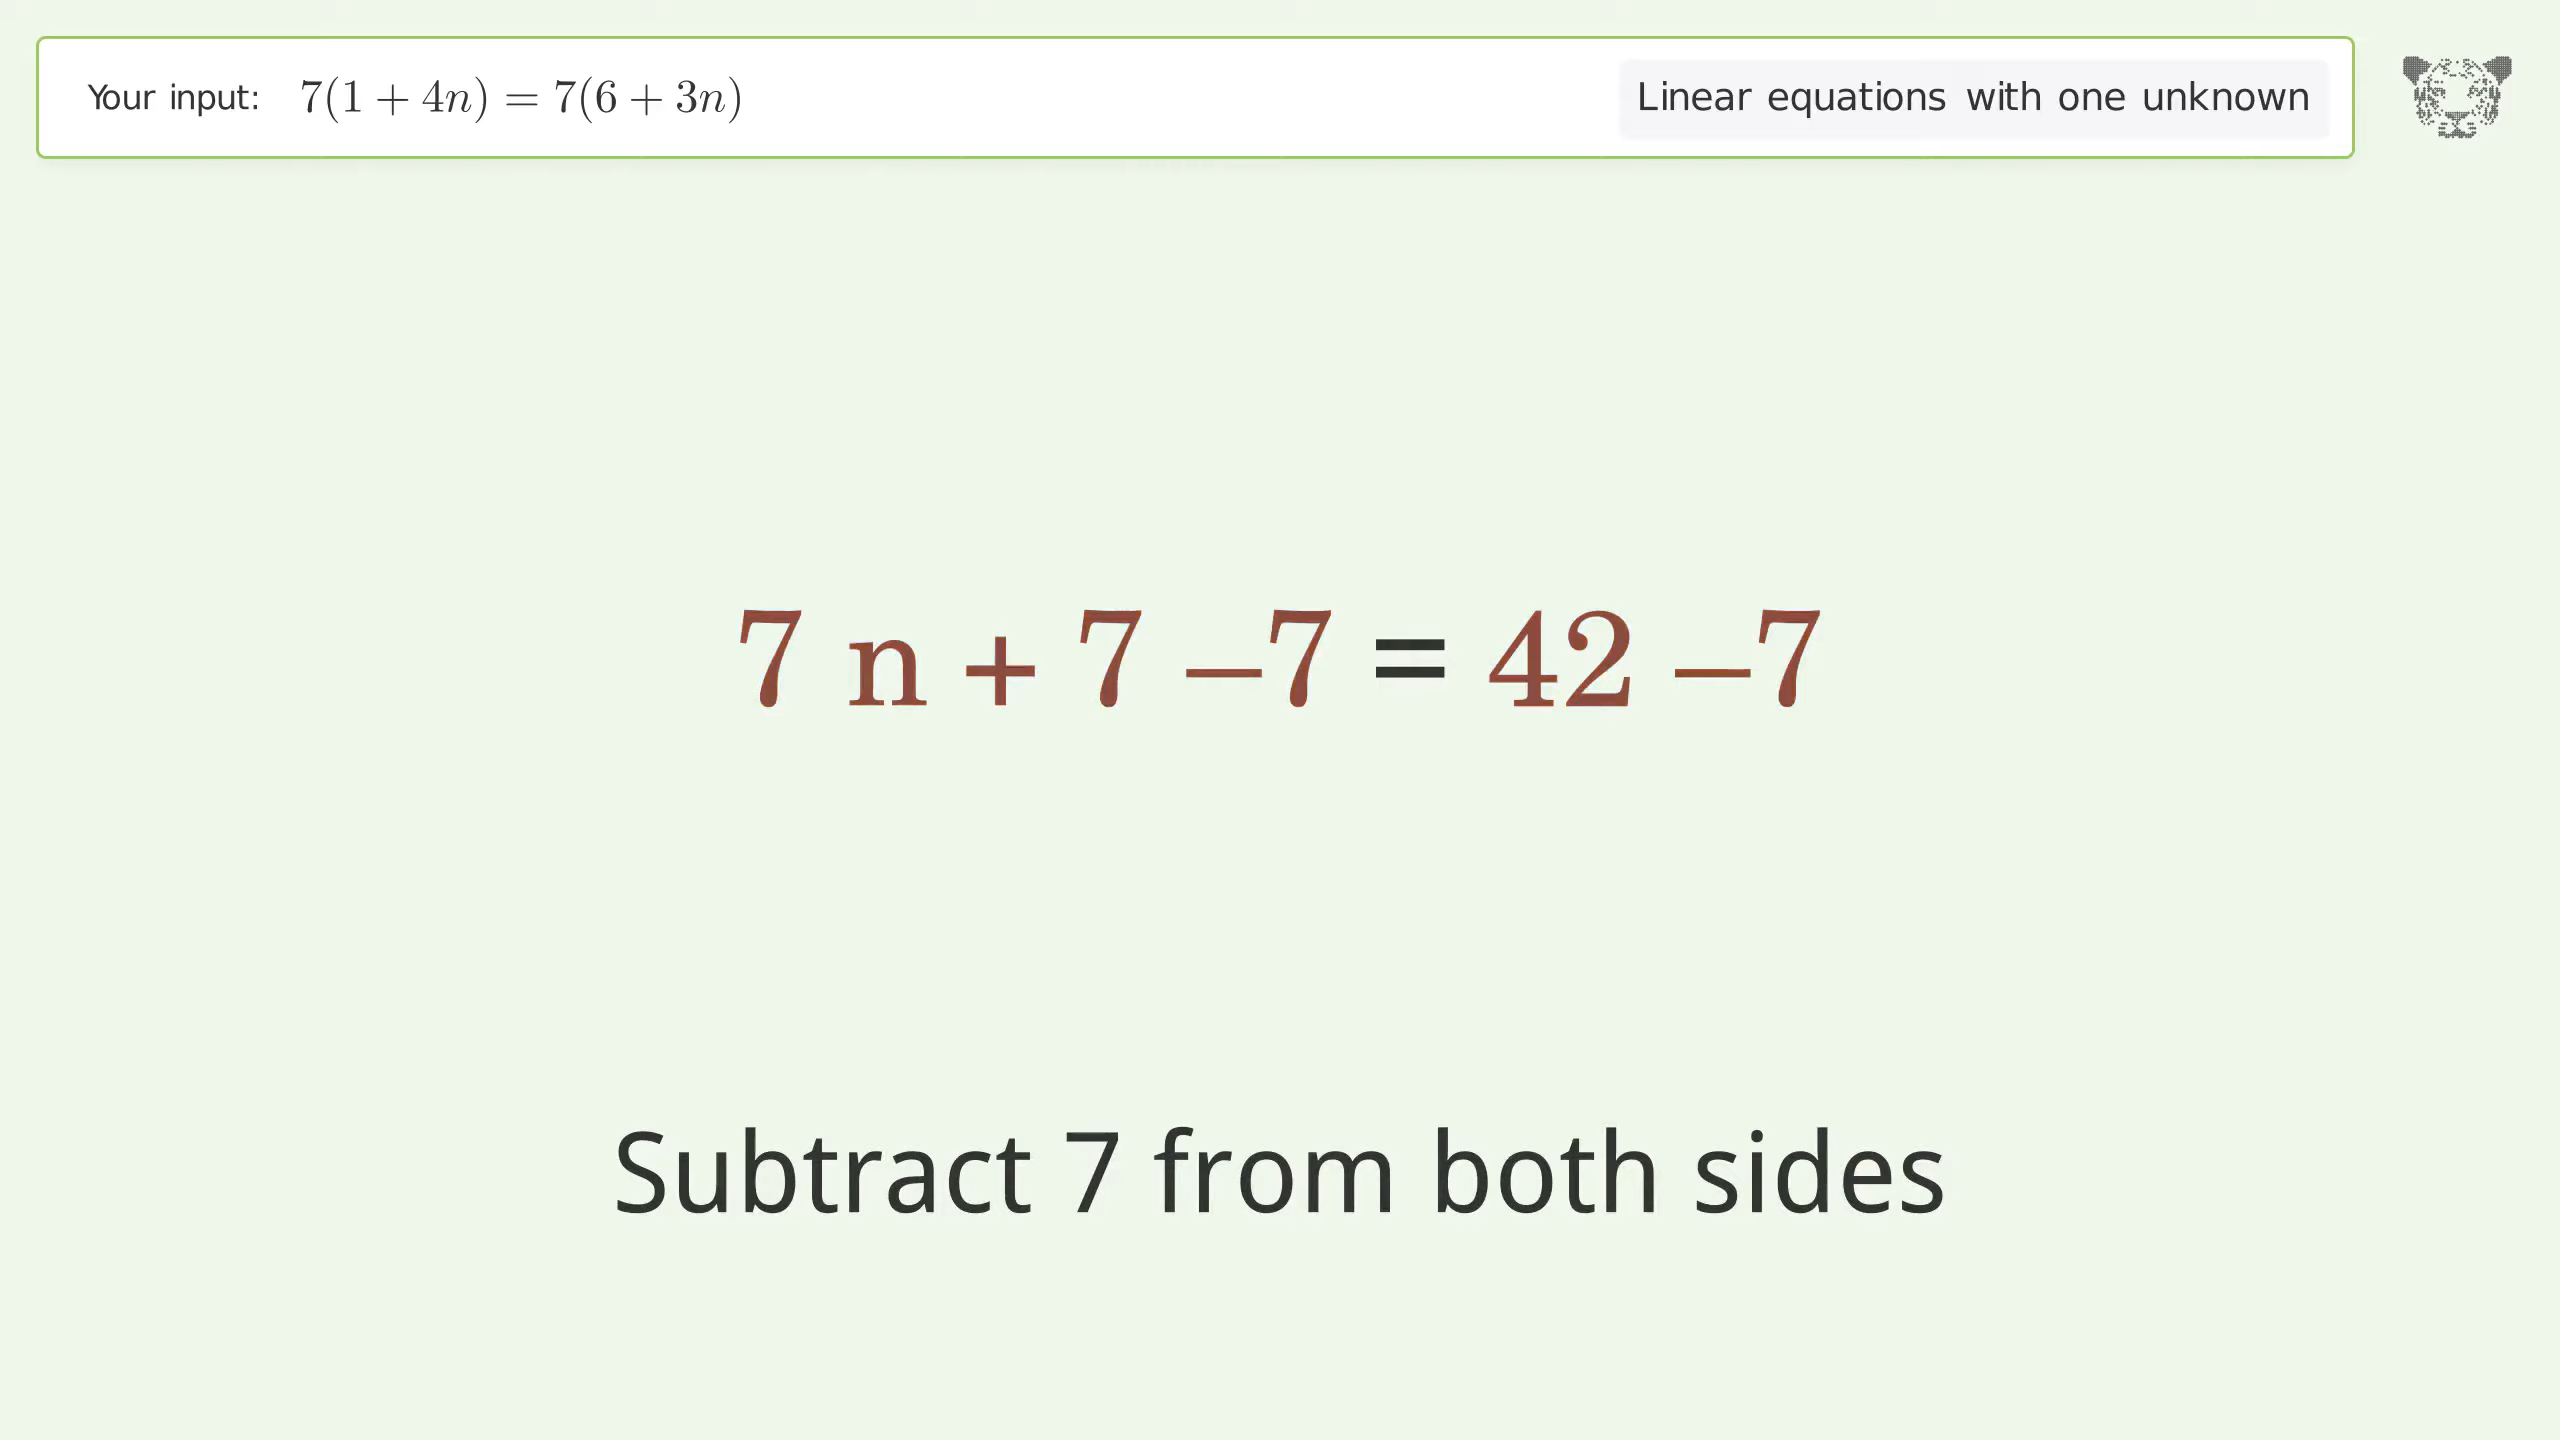 Your input: 7(1 + 4n) = 7(6 + 3n)
Linear equations with one unknown
7 n + 7 –7 = 42 –7
Subtract 7 from both sides